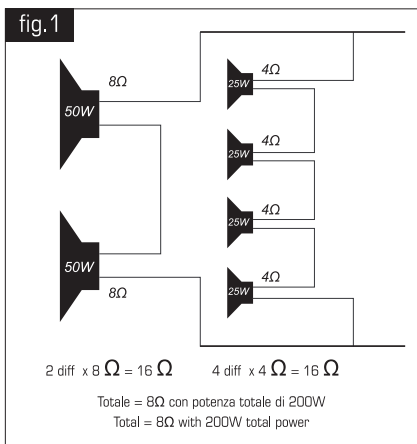 fig.1
8Ω
50W
50W
8Ω
4Ω
25W
4Ω
25W
4Ω
25W
4Ω
25W
2 diff x 8 Ω = 16 Ω
4 diff x 4 Ω = 16 Ω
Totale = 8Ω con potenza totale di 200W
Total = 8Ω with 200W total power